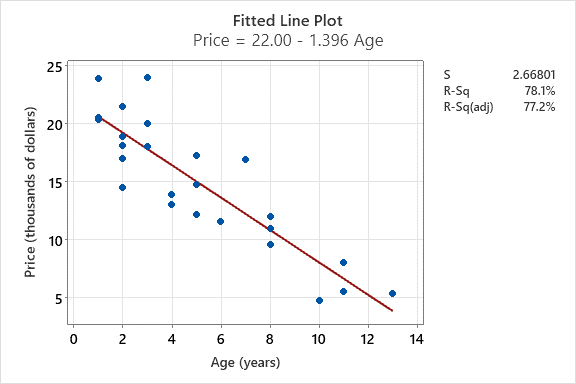 Fitted Line Plot
Price = 22.00 - 1.396 Age
S 2.66801
R-Sq 78.1%
R-Sq(adj) 77.2%
Price (thousands of dollars)
25
20
15
10
5
0 2 4 6 8 10 12 14
Age (years)